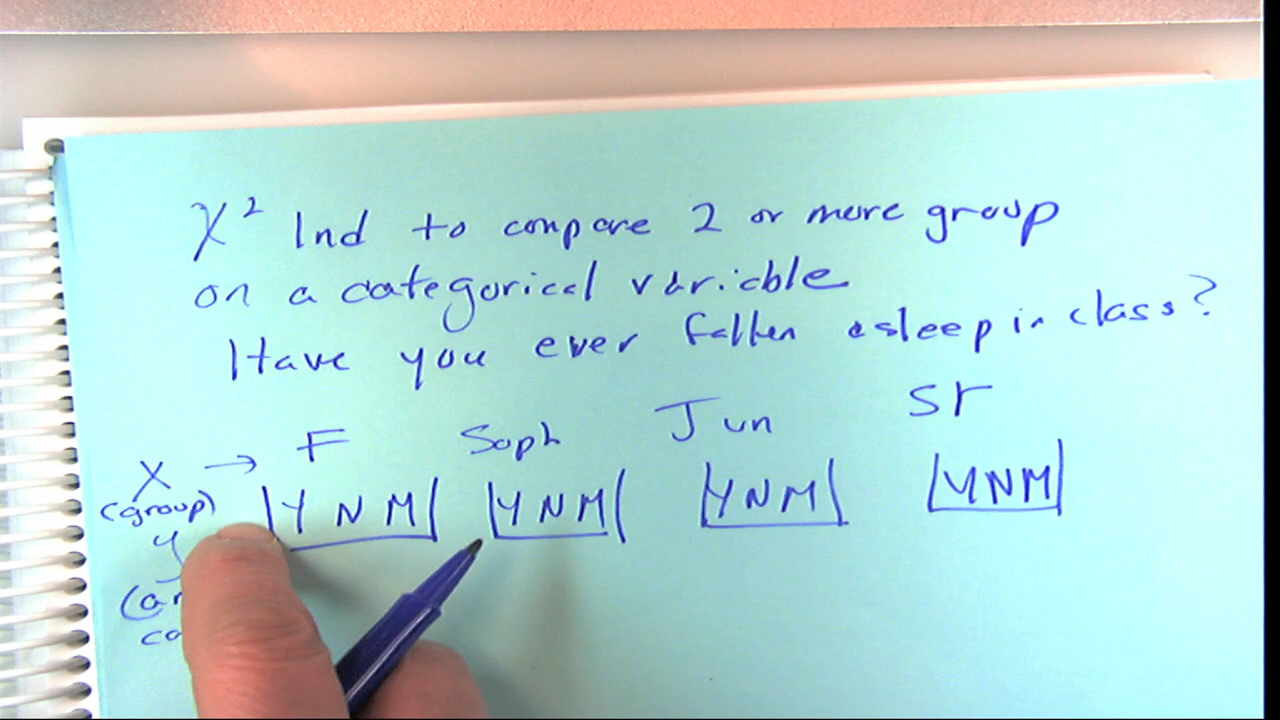 χ² Ind to compare 2 or more group
on a categorical variable
Have you ever fallen asleep in class?
F Soph Jun Sr
X →
(group) |Y N M| |Y N M| |Y N M| |Y N M|
Y